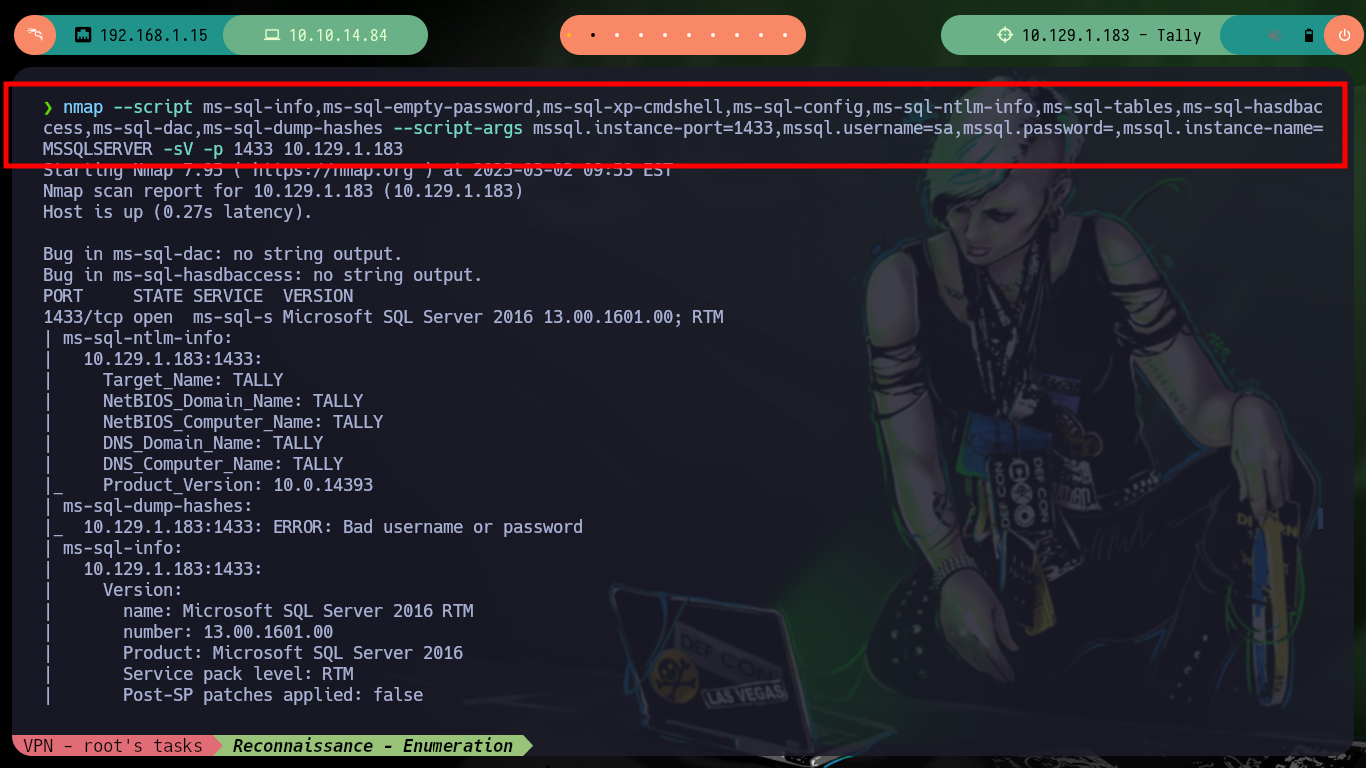 192.168.1.15
10.10.14.84
10.129.1.183 - Tally
❯ nmap --script ms-sql-info,ms-sql-empty-password,ms-sql-xp-cmdshell,ms-sql-config,ms-sql-ntlm-info,ms-sql-tables,ms-sql-hasdbac
cess,ms-sql-dac,ms-sql-dump-hashes --script-args mssql.instance-port=1433,mssql.username=sa,mssql.password=,mssql.instance-name=
MSSQLSERVER -sV -p 1433 10.129.1.183
Starting Nmap 7.95 ( https://nmap.org ) at 2025-03-02 09:53 EST
Nmap scan report for 10.129.1.183 (10.129.1.183)
Host is up (0.27s latency).
Bug in ms-sql-dac: no string output.
Bug in ms-sql-hasdbaccess: no string output.
PORT     STATE SERVICE  VERSION
1433/tcp open  ms-sql-s Microsoft SQL Server 2016 13.00.1601.00; RTM
| ms-sql-ntlm-info:
|   10.129.1.183:1433:
|     Target_Name: TALLY
|     NetBIOS_Domain_Name: TALLY
|     NetBIOS_Computer_Name: TALLY
|     DNS_Domain_Name: TALLY
|     DNS_Computer_Name: TALLY
|_    Product_Version: 10.0.14393
| ms-sql-dump-hashes:
|_  10.129.1.183:1433: ERROR: Bad username or password
| ms-sql-info:
|   10.129.1.183:1433:
|     Version:
|       name: Microsoft SQL Server 2016 RTM
|       number: 13.00.1601.00
|       Product: Microsoft SQL Server 2016
|       Service pack level: RTM
|       Post-SP patches applied: false
DEF CON
DEF CON
DEF CON
LAS VEGAS
VPN - root's tasks
Reconnaissance - Enumeration